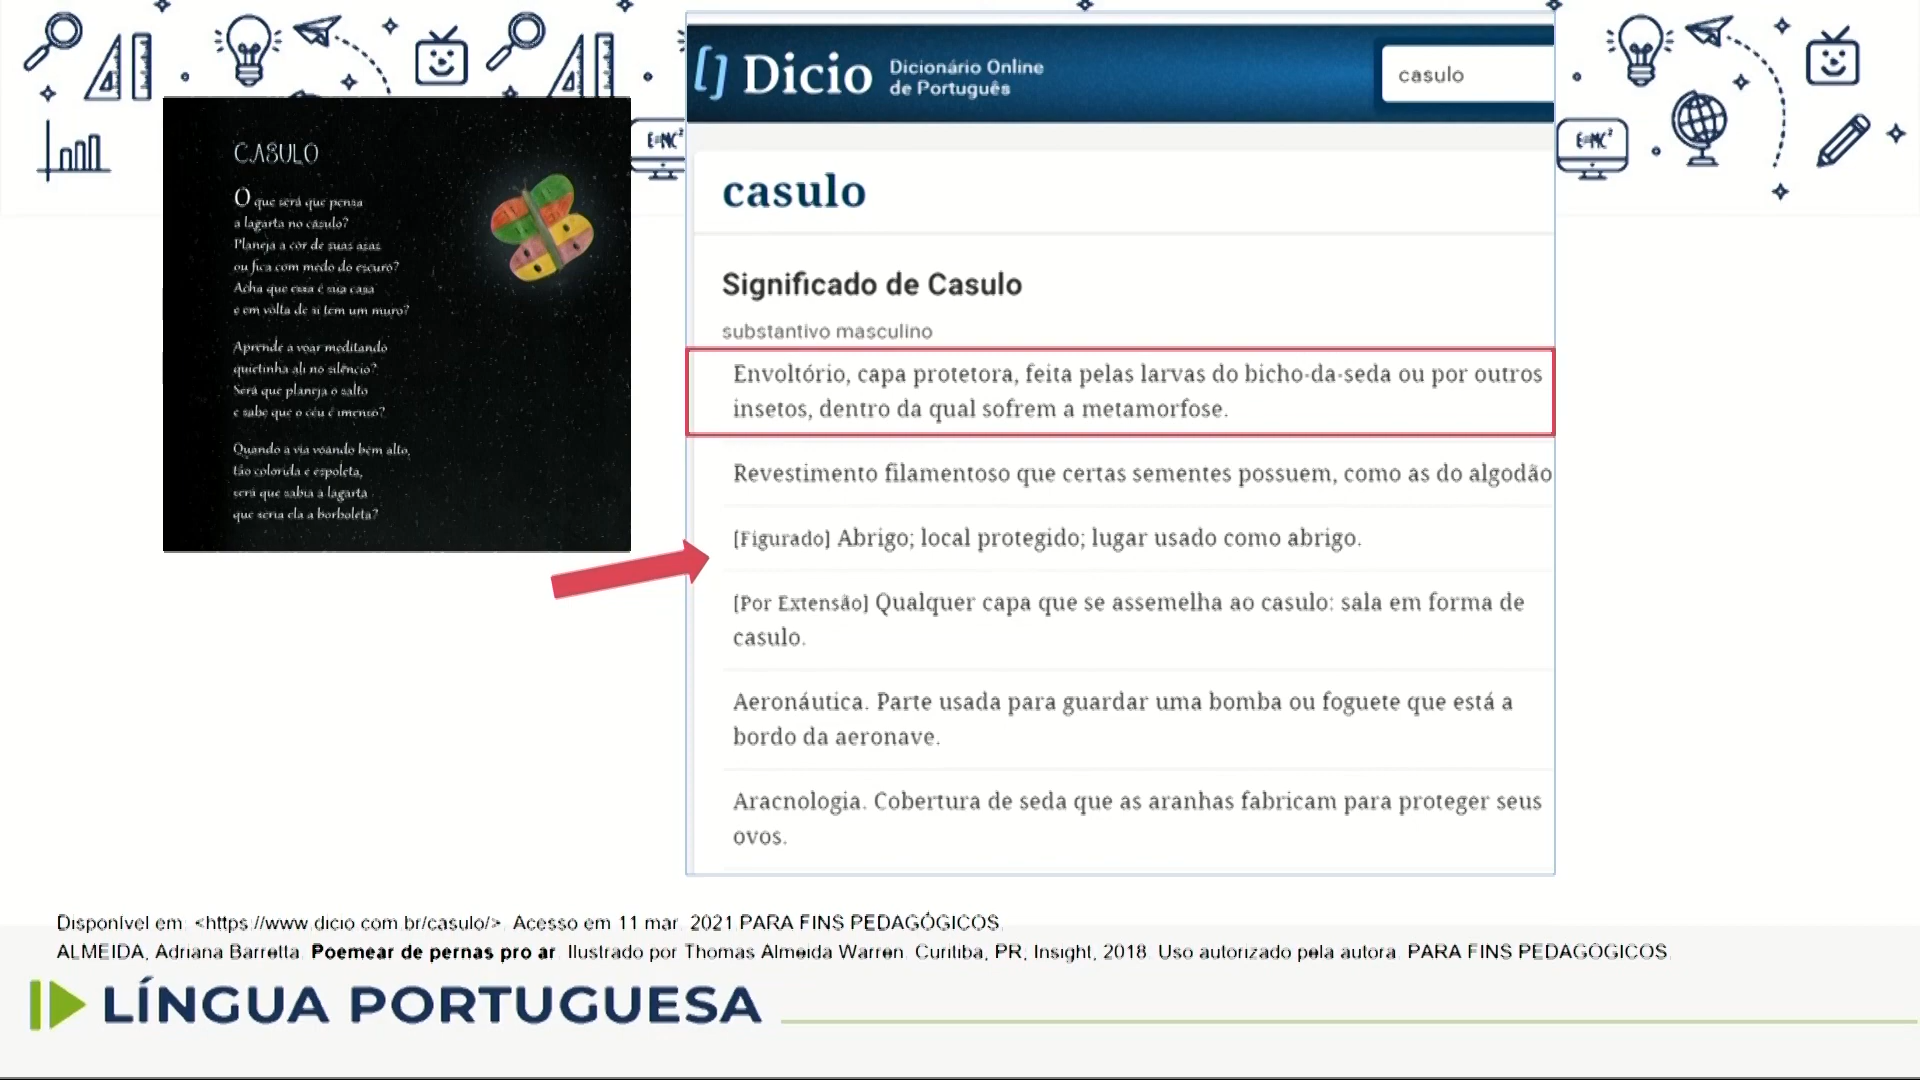 CASULO
O que será que pensa
a lagarta no casulo?
Planeja a cor de suas asas
ou fica com medo do escuro?
Acha que essa é sua casa
e em volta de si tem um muro?
Aprende a voar meditando
quietinha ali no silêncio?
Será que planeja o salto
e sabe que o céu é imenso?
Quando a via voando bem alto,
tão colorida e espoleta,
será que sabia a lagarta
que seria ela a borboleta?
Dicio Dicionário Online
de Português
casulo
casulo
Significado de Casulo
substantivo masculino
Envoltório, capa protetora, feita pelas larvas do bicho-da-seda ou por outros
insetos, dentro da qual sofrem a metamorfose.
Revestimento filamentoso que certas sementes possuem, como as do algodão
[Figurado] Abrigo; local protegido; lugar usado como abrigo.
[Por Extensão] Qualquer capa que se assemelha ao casulo: sala em forma de
casulo.
Aeronáutica. Parte usada para guardar uma bomba ou foguete que está a
bordo da aeronave.
Aracnologia. Cobertura de seda que as aranhas fabricam para proteger seus
ovos.
E=MC²
E=MC²
Disponível em: <https://www.dicio.com.br/casulo/>. Acesso em 11 mar. 2021 PARA FINS PEDAGÓGICOS.
ALMEIDA, Adriana Barretta. Poemear de pernas pro ar. Ilustrado por Thomas Almeida Warren. Curitiba, PR, Insight, 2018. Uso autorizado pela autora. PARA FINS PEDAGÓGICOS.
LÍNGUA PORTUGUESA